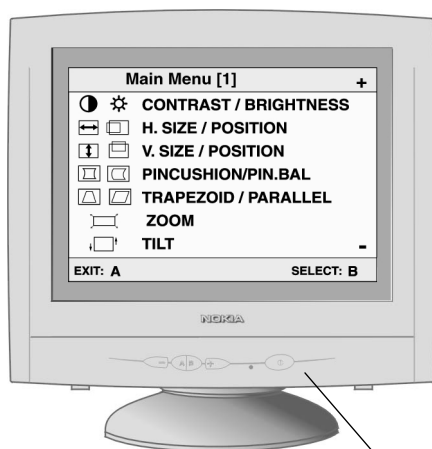 Main Menu [1] +
CONTRAST / BRIGHTNESS
H. SIZE / POSITION
V. SIZE / POSITION
PINCUSHION/PIN.BAL
TRAPEZOID / PARALLEL
ZOOM
TILT -
EXIT: A SELECT: B
NOKIA
- A B +